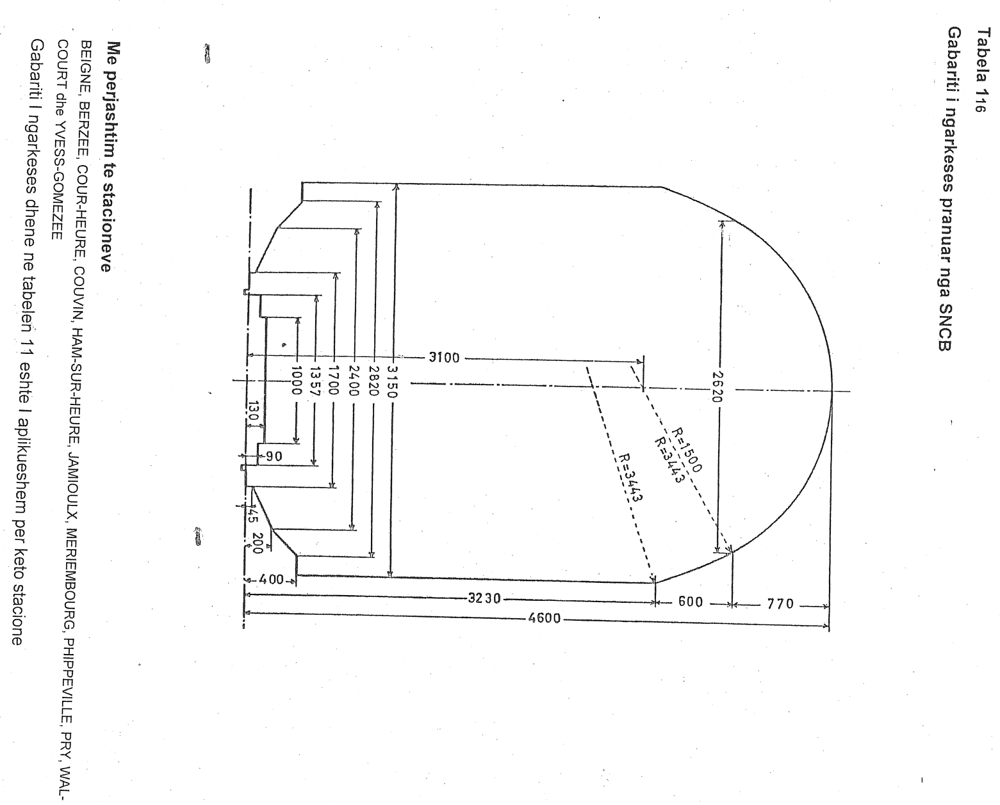 Tabela 116
Gabariti i ngarkeses pranuar nga SNCB
2620
R=1500
R=3443
R=3443
3100
3150
2820
2400
1700
1357
1000
130
90
45
200
400
3230
600
770
4600
Me perjashtim te stacioneve
BEIGNE, BERZEE, COUR-HEURE, COUVIN, HAM-SUR-HEURE, JAMIOULX, MERIEMBOURG, PHIPPEVILLE, PRY, WAL-
COURT dhe YVESS-GOMEZEE
Gabariti I ngarkeses dhene ne tabelen 11 eshte I aplikueshem per keto stacione